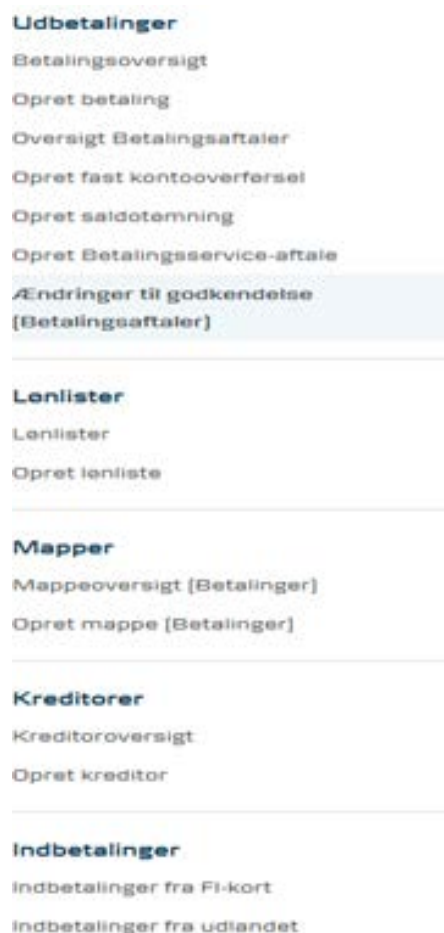 Udbetalinger
Betalingsoversigt
Opret betaling
Oversigt Betalingsaftaler
Opret fast kontooverførsel
Opret saldotømning
Opret Betalingsservice-aftale
Ændringer til godkendelse
[Betalingsaftaler]
Lønlister
Lønlister
Opret lønliste
Mapper
Mappeoversigt [Betalinger]
Opret mappe [Betalinger]
Kreditorer
Kreditoroversigt
Opret kreditor
Indbetalinger
Indbetalinger fra FI-kort
Indbetalinger fra udlandet